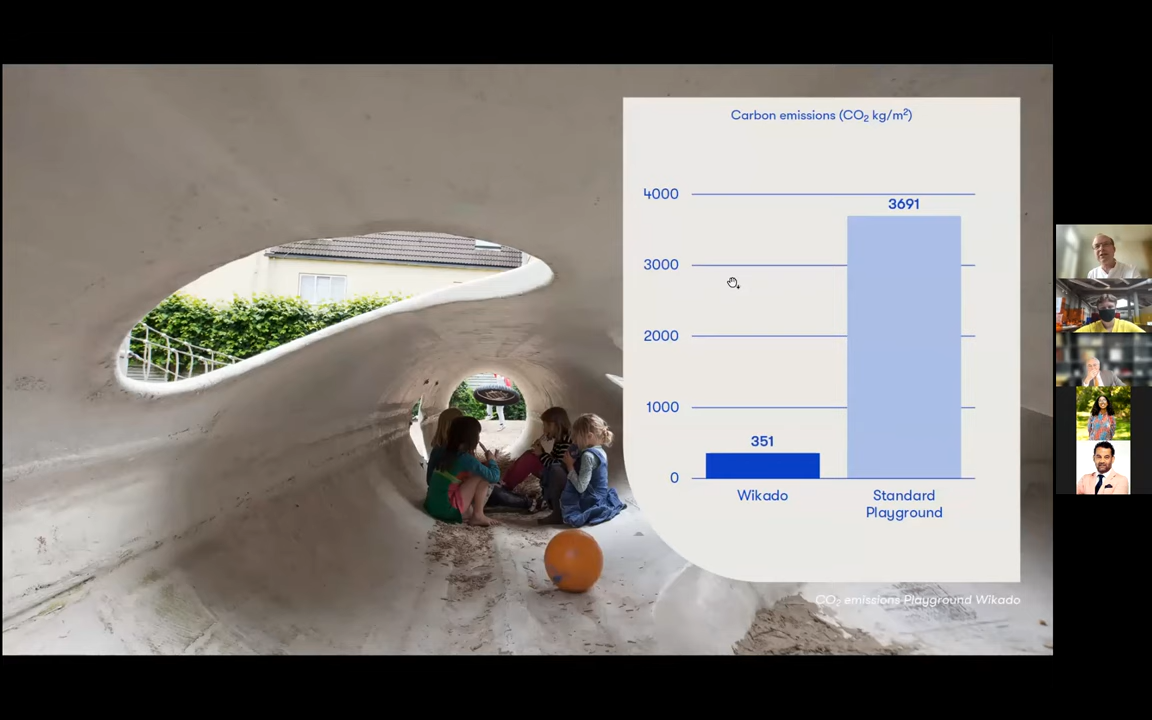 Carbon emissions (CO₂ kg/m²)
4000
3691
3000
2000
1000
351
0
Wikado
Standard
Playground
CO₂ emissions Playground Wikado